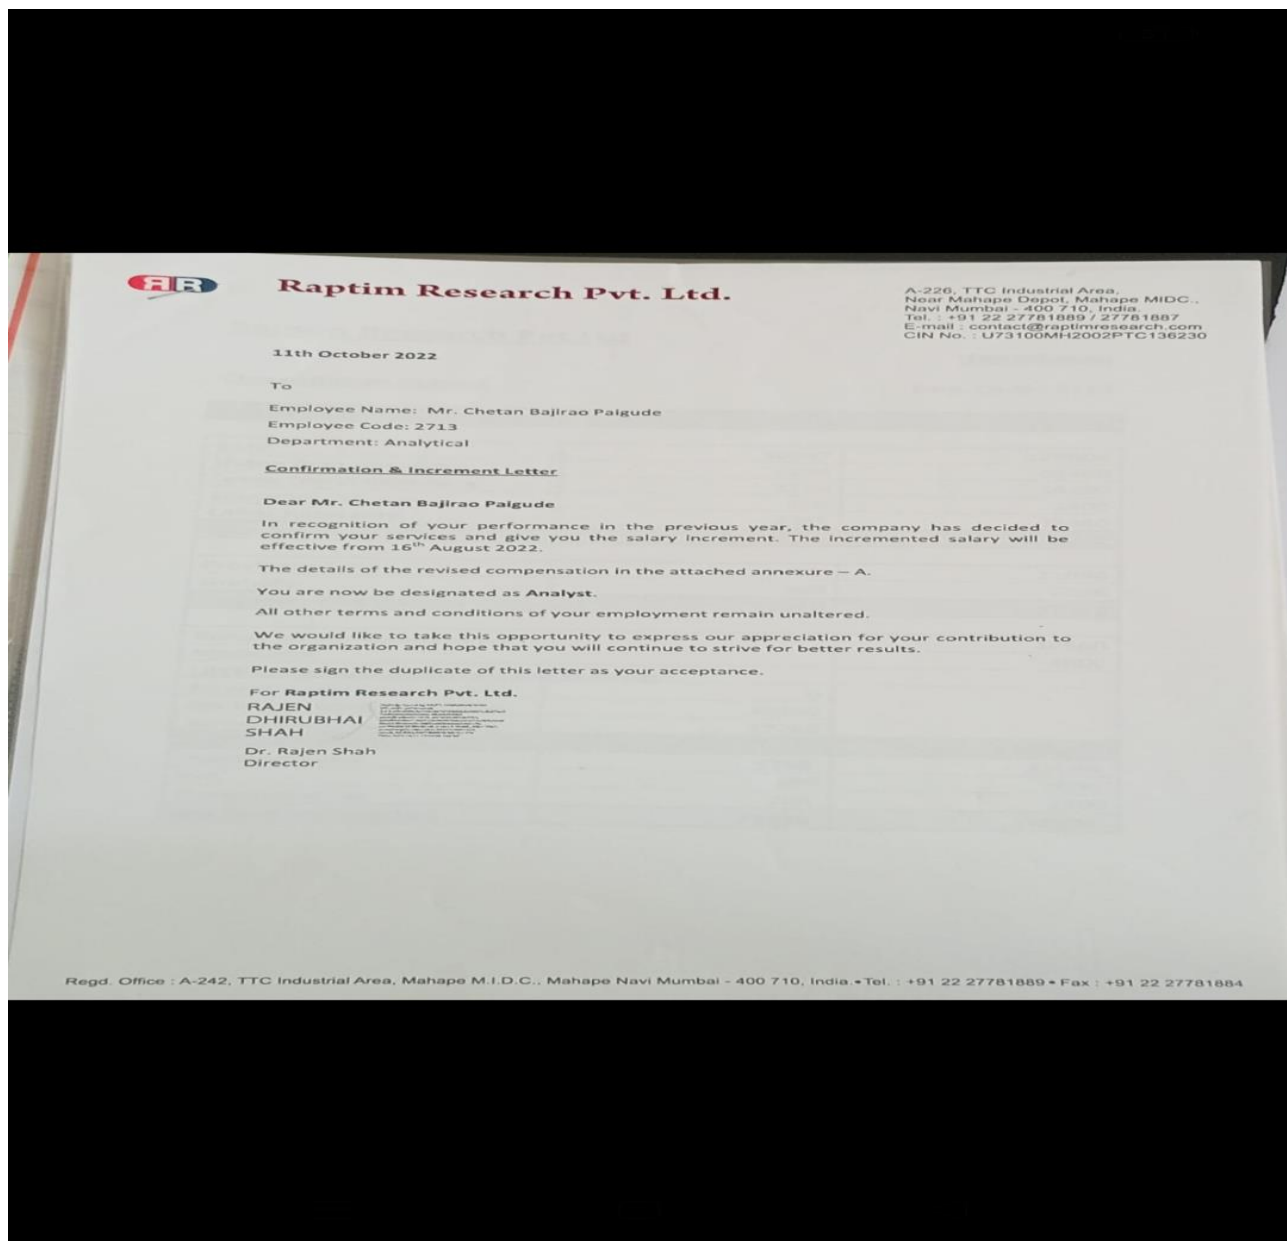 RR
Raptim Research Pvt. Ltd.
A-226, TTC Industrial Area,
Near Mahape Depot, Mahape MIDC.,
Navi Mumbai - 400 710, India.
Tel. : +91 22 27781889 / 27781887
E-mail : contact@raptimresearch.com
CIN No. : U73100MH2002PTC136230
11th October 2022
To
Employee Name: Mr. Chetan Bajirao Paigude
Employee Code: 2713
Department: Analytical
Confirmation & Increment Letter
Dear Mr. Chetan Bajirao Paigude
In recognition of your performance in the previous year, the company has decided to
confirm your services and give you the salary increment. The incremented salary will be
effective from 16th August 2022.
The details of the revised compensation in the attached annexure – A.
You are now be designated as Analyst.
All other terms and conditions of your employment remain unaltered.
We would like to take this opportunity to express our appreciation for your contribution to
the organization and hope that you will continue to strive for better results.
Please sign the duplicate of this letter as your acceptance.
For Raptim Research Pvt. Ltd.
RAJEN
DHIRUBHAI
SHAH
Dr. Rajen Shah
Director
Regd. Office : A-242, TTC Industrial Area, Mahape M.I.D.C., Mahape Navi Mumbai - 400 710, India.•Tel. : +91 22 27781889 • Fax : +91 22 27781884